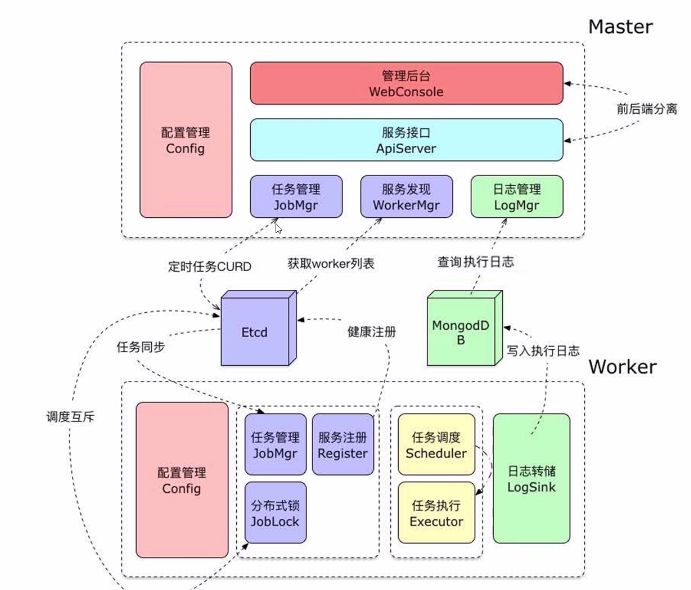 Master
管理后台
WebConsole
配置管理
Config
服务接口
ApiServer
前后端分离
任务管理
JobMgr
服务发现
WorkerMgr
日志管理
LogMgr
定时任务CURD
获取worker列表
查询执行日志
Etcd
MongodD
B
健康注册
任务同步
写入执行日志
Worker
调度互斥
配置管理
Config
任务管理
JobMgr
服务注册
Register
任务调度
Scheduler
日志转储
LogSink
分布式锁
JobLock
任务执行
Executor